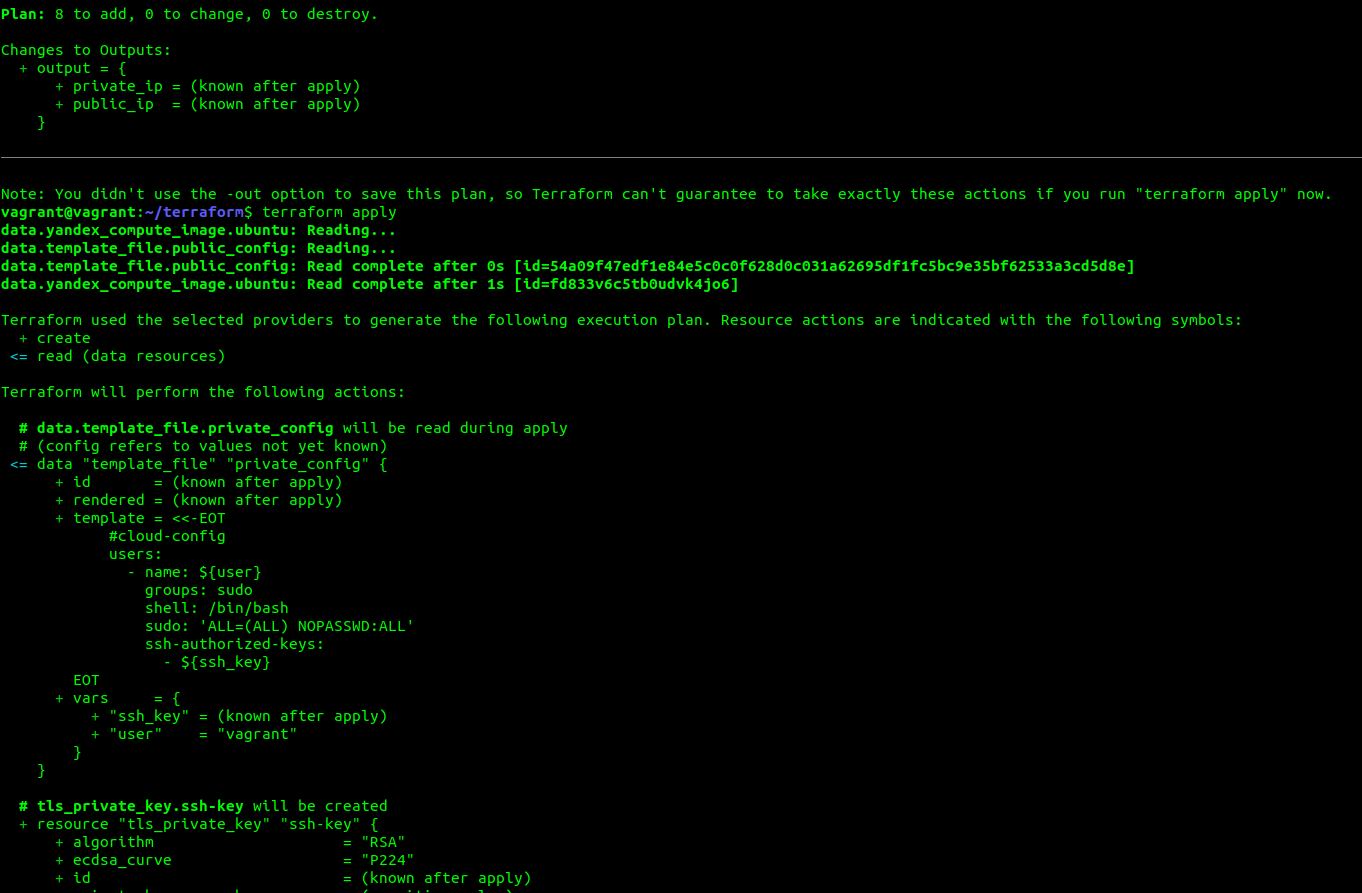 Plan: 8 to add, 0 to change, 0 to destroy.
Changes to Outputs:
  + output = {
      + private_ip = (known after apply)
      + public_ip  = (known after apply)
    }
Note: You didn't use the -out option to save this plan, so Terraform can't guarantee to take exactly these actions if you run "terraform apply" now.
vagrant@vagrant:~/terraform$ terraform apply
data.yandex_compute_image.ubuntu: Reading...
data.template_file.public_config: Reading...
data.template_file.public_config: Read complete after 0s [id=54a09f47edf1e84e5c0c0f628d0c031a62695df1fc5bc9e35bf62533a3cd5d8e]
data.yandex_compute_image.ubuntu: Read complete after 1s [id=fd833v6c5tb0udvk4jo6]
Terraform used the selected providers to generate the following execution plan. Resource actions are indicated with the following symbols:
  + create
 <= read (data resources)
Terraform will perform the following actions:
  # data.template_file.private_config will be read during apply
  # (config refers to values not yet known)
 <= data "template_file" "private_config" {
      + id       = (known after apply)
      + rendered = (known after apply)
      + template = <<-EOT
            #cloud-config
            users:
              - name: ${user}
                groups: sudo
                shell: /bin/bash
                sudo: 'ALL=(ALL) NOPASSWD:ALL'
                ssh-authorized-keys:
                  - ${ssh_key}
        EOT
      + vars     = {
          + "ssh_key" = (known after apply)
          + "user"    = "vagrant"
        }
    }
  # tls_private_key.ssh-key will be created
  + resource "tls_private_key" "ssh-key" {
      + algorithm                     = "RSA"
      + ecdsa_curve                   = "P224"
      + id                            = (known after apply)